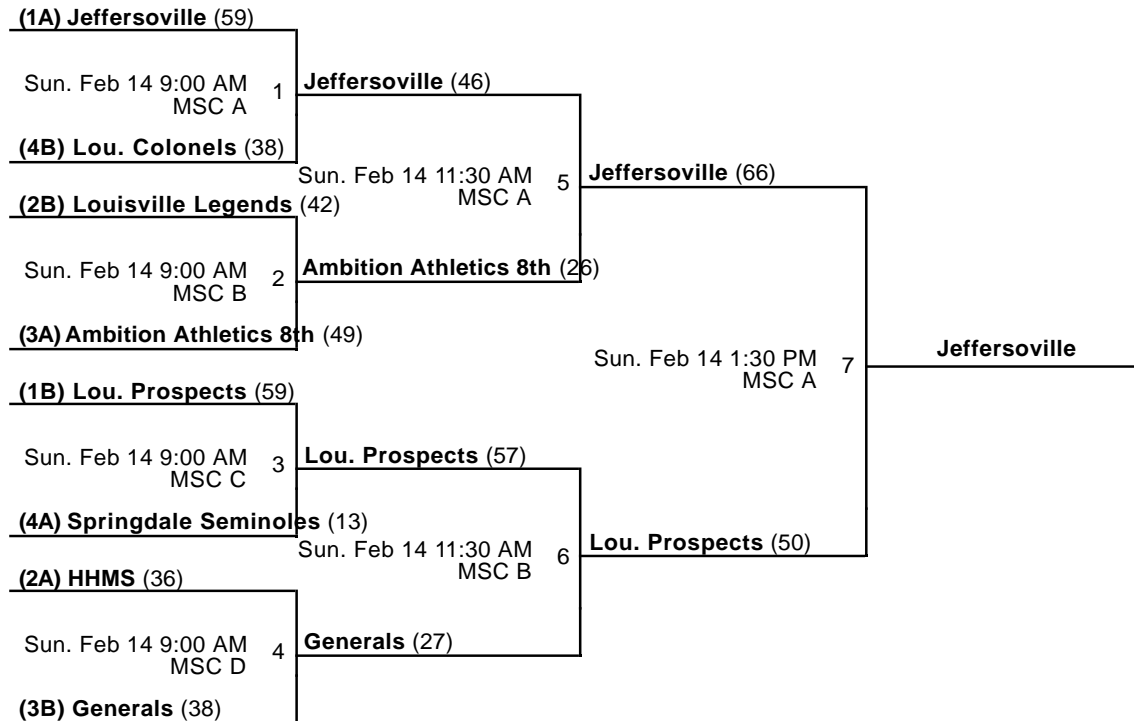 (1A) Jeffersoville (59)
Sun. Feb 14 9:00 AM
MSC A
1
Jeffersoville (46)
(4B) Lou. Colonels (38)
Sun. Feb 14 11:30 AM
MSC A
5
Jeffersoville (66)
(2B) Louisville Legends (42)
Sun. Feb 14 9:00 AM
MSC B
2
Ambition Athletics 8th (26)
(3A) Ambition Athletics 8th (49)
Sun. Feb 14 1:30 PM
MSC A
7
Jeffersoville
(1B) Lou. Prospects (59)
Sun. Feb 14 9:00 AM
MSC C
3
Lou. Prospects (57)
(4A) Springdale Seminoles (13)
Sun. Feb 14 11:30 AM
MSC B
6
Lou. Prospects (50)
(2A) HHMS (36)
Sun. Feb 14 9:00 AM
MSC D
4
Generals (27)
(3B) Generals (38)